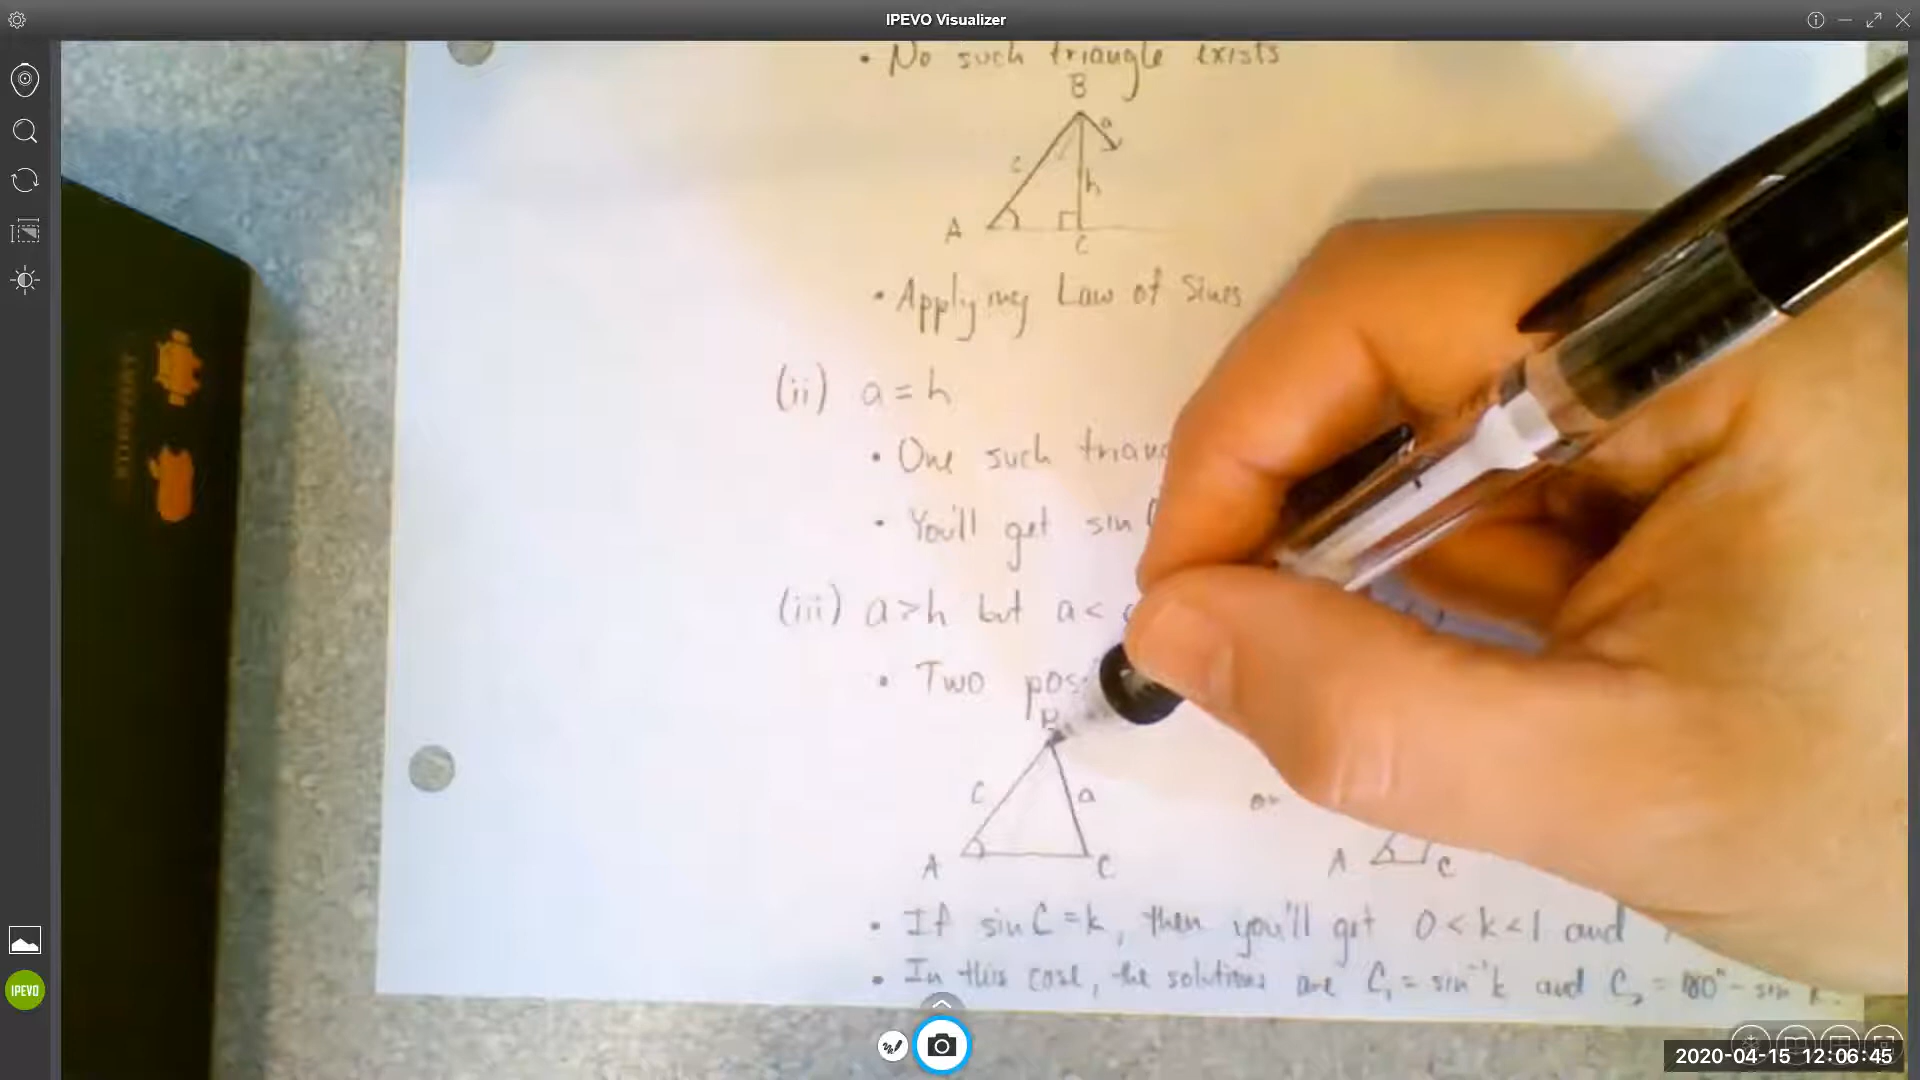 IPEVO Visualizer
• No such triangle exists
B
a
c
h
A
C
• Applying Law of Sines
(ii) a = h
• One such
• You'll get sin
(iii) a > h but a <
• Two
B
c
a
or
A
C
A
C
• If sin C = k, then you'll get 0 < k < 1 and
• In this case, the solutions are C₁ = sin⁻¹k and C₂ = 180° - sin
IPEVO
2020-04-15 12:06:45